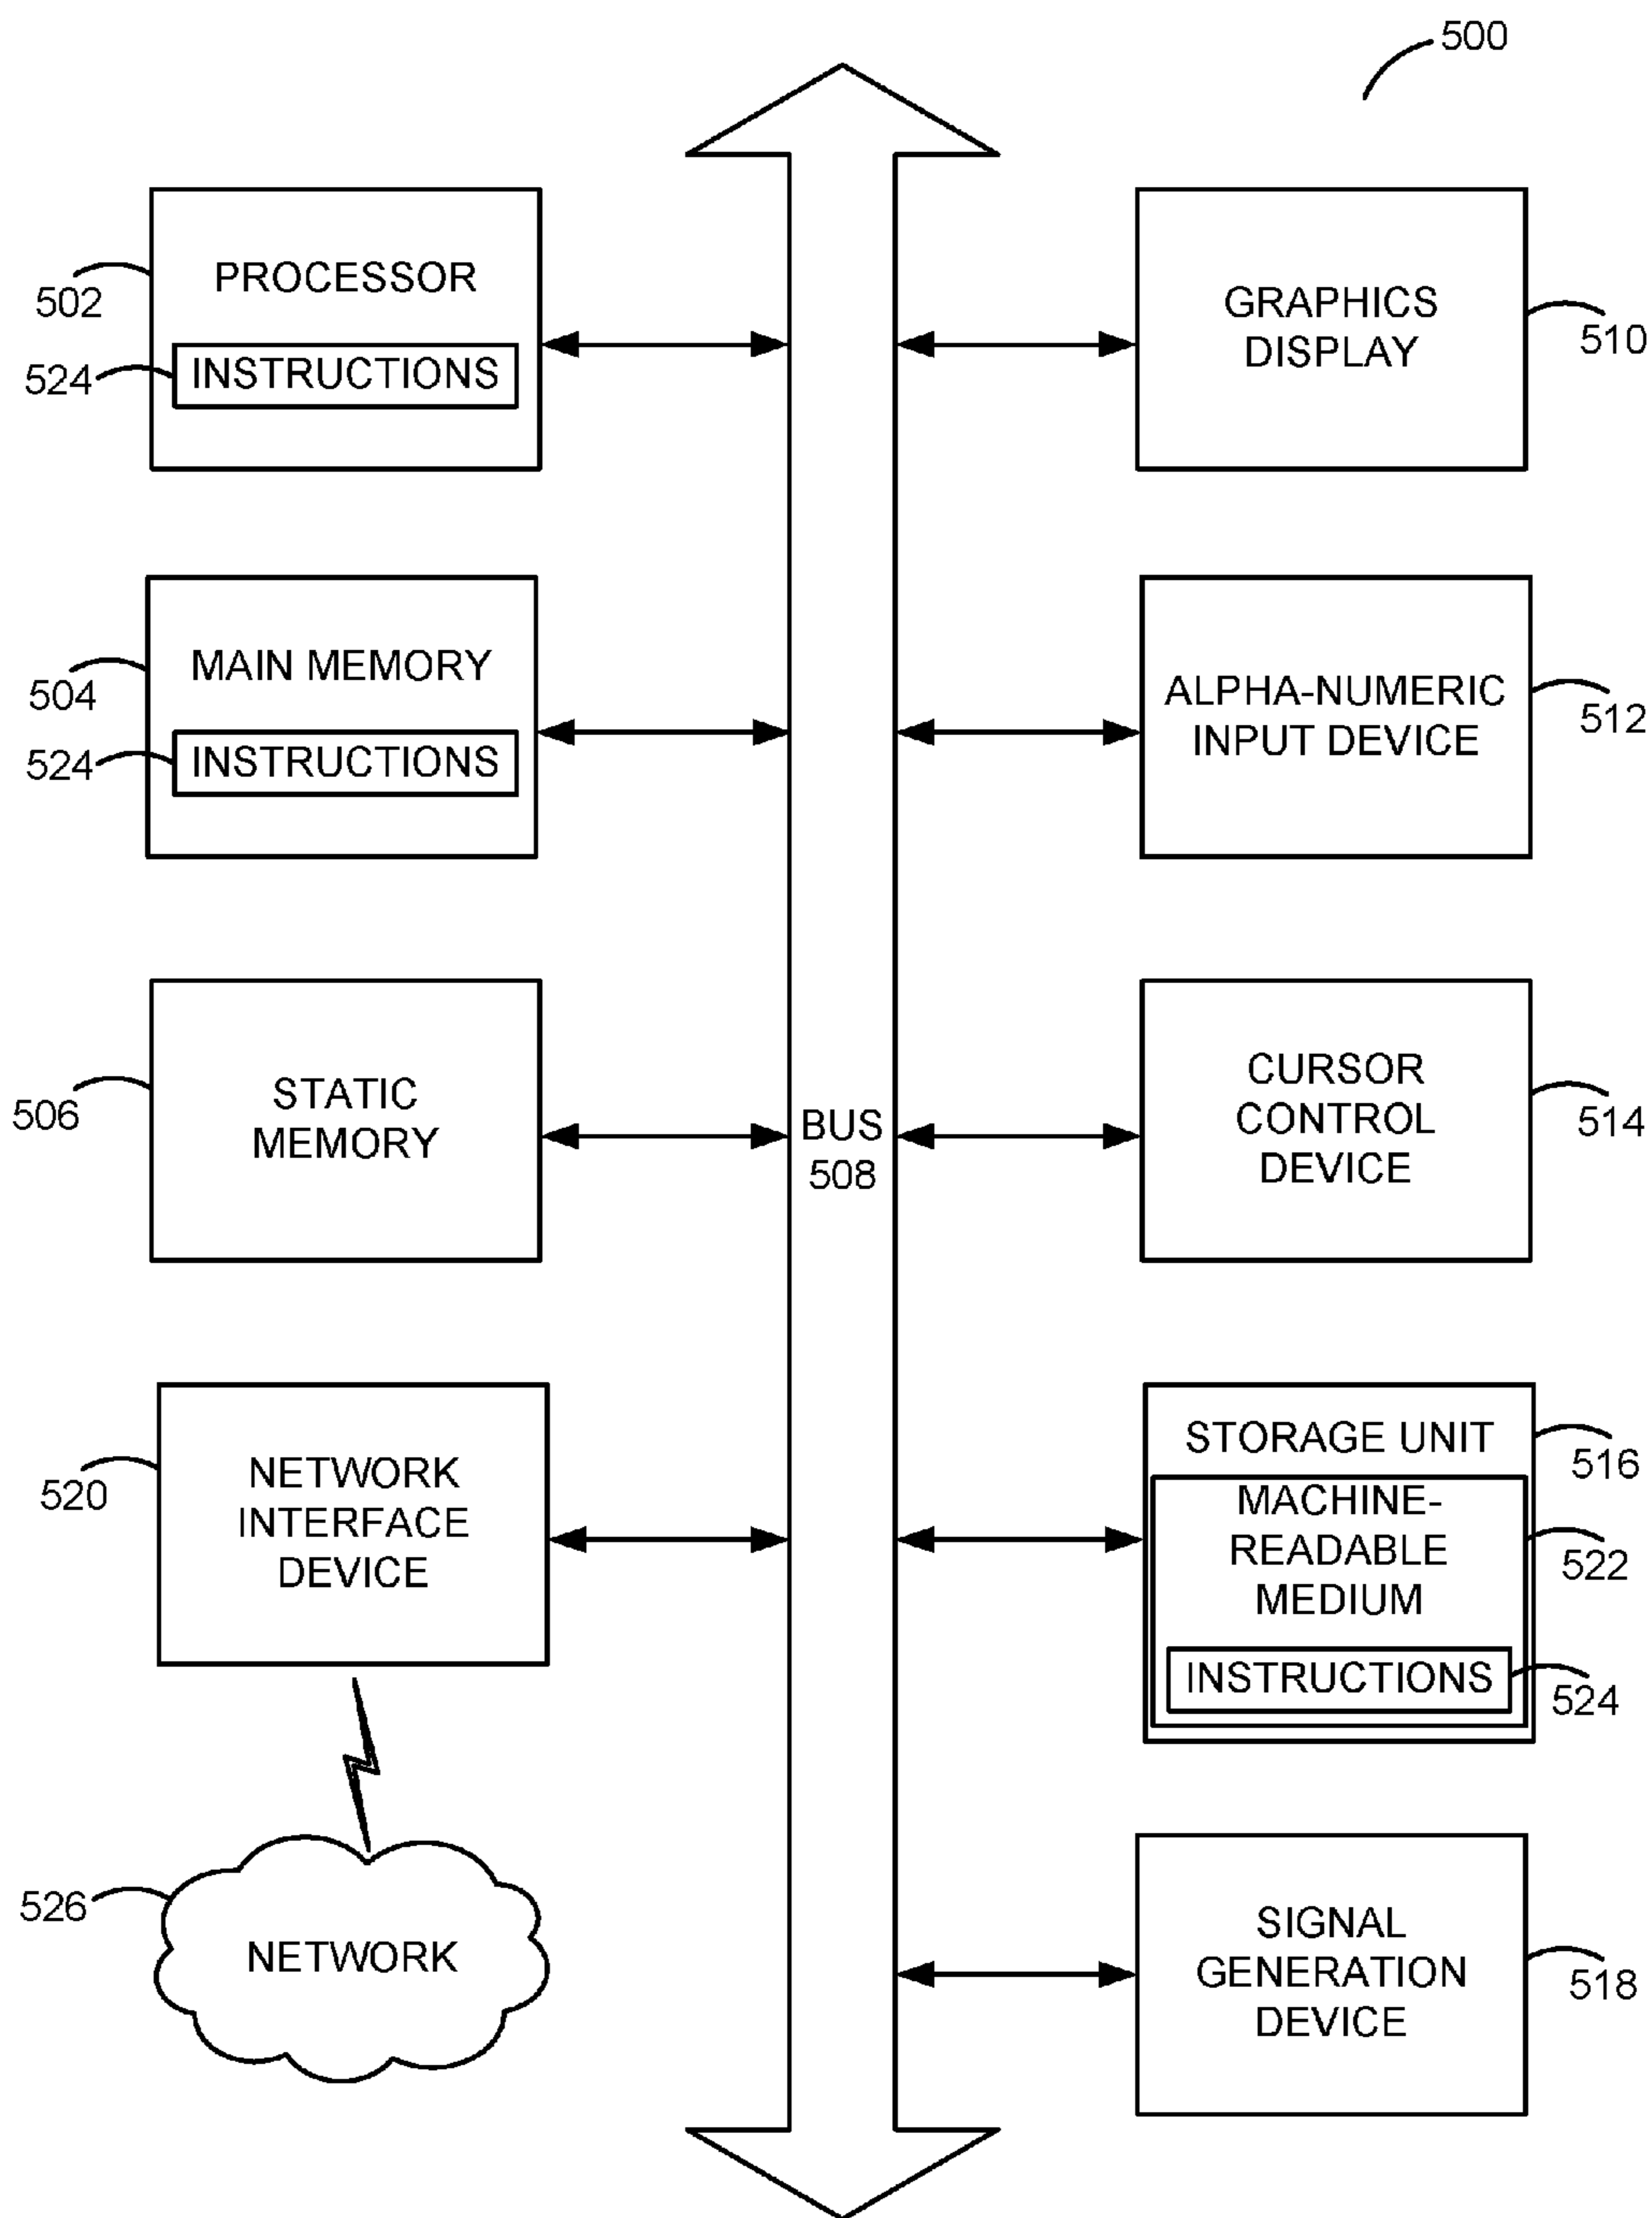 500
PROCESSOR
502
524
INSTRUCTIONS
GRAPHICS
DISPLAY
510
MAIN MEMORY
504
524
INSTRUCTIONS
ALPHA-NUMERIC
INPUT DEVICE
512
STATIC
MEMORY
506
BUS
508
CURSOR
CONTROL
DEVICE
514
NETWORK
INTERFACE
DEVICE
520
STORAGE UNIT
516
MACHINE-
READABLE
MEDIUM
522
INSTRUCTIONS
524
526
NETWORK
SIGNAL
GENERATION
DEVICE
518